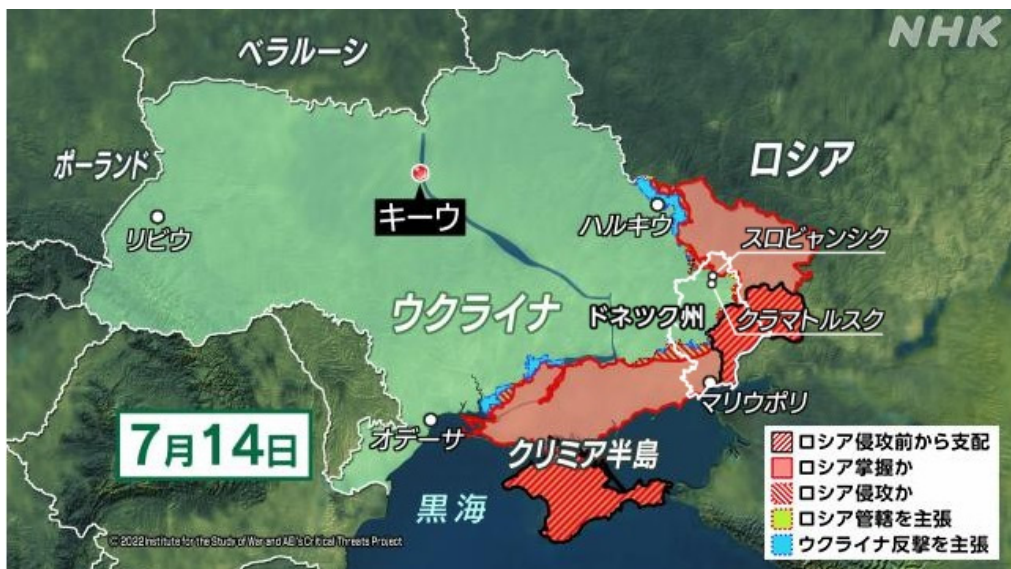 NHK
ベラルーシ
ポーランド
ロシア
キーウ
リビウ
ハルキウ
スロビャンシク
ウクライナ
ドネツク州
クラマトルスク
マリウポリ
オデーサ
7月14日
クリミア半島
黒海
ロシア侵攻前から支配
ロシア掌握か
ロシア侵攻か
ロシア管轄を主張
ウクライナ反撃を主張
© 2022 Institute for the Study of War and AEI's Critical Threats Project